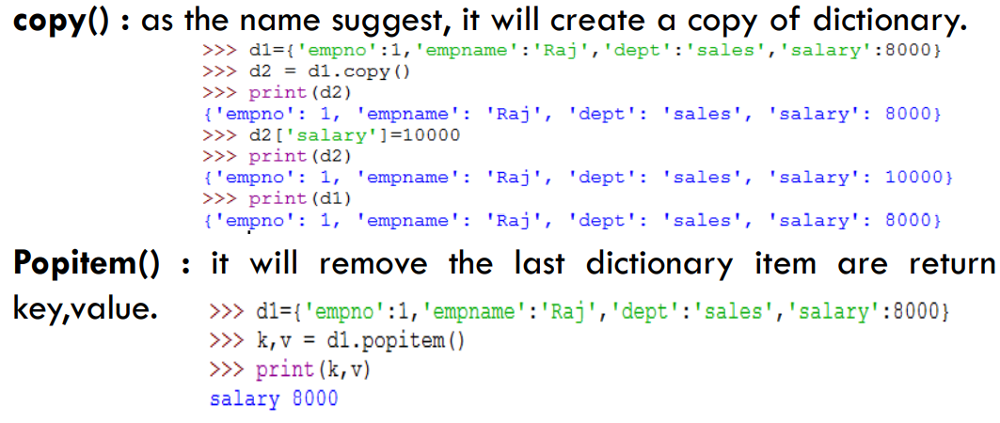 copy() : as the name suggest, it will create a copy of dictionary.
>>> d1={'empno':1,'empname':'Raj','dept':'sales','salary':8000}
>>> d2 = d1.copy()
>>> print(d2)
{'empno': 1, 'empname': 'Raj', 'dept': 'sales', 'salary': 8000}
>>> d2['salary']=10000
>>> print(d2)
{'empno': 1, 'empname': 'Raj', 'dept': 'sales', 'salary': 10000}
>>> print(d1)
{'empno': 1, 'empname': 'Raj', 'dept': 'sales', 'salary': 8000}
Popitem() : it will remove the last dictionary item are return
key,value.
>>> d1={'empno':1,'empname':'Raj','dept':'sales','salary':8000}
>>> k,v = d1.popitem()
>>> print(k,v)
salary 8000